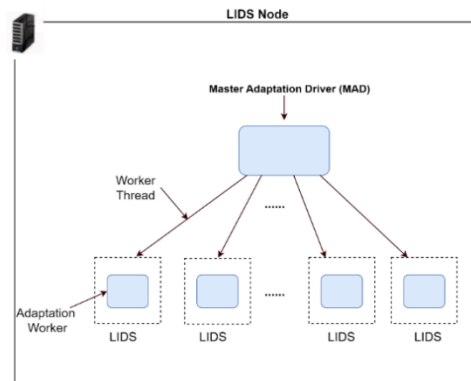 LIDS Node
Master Adaptation Driver (MAD)
Worker
Thread
......
Adaptation
Worker
......
LIDS
LIDS
LIDS
LIDS